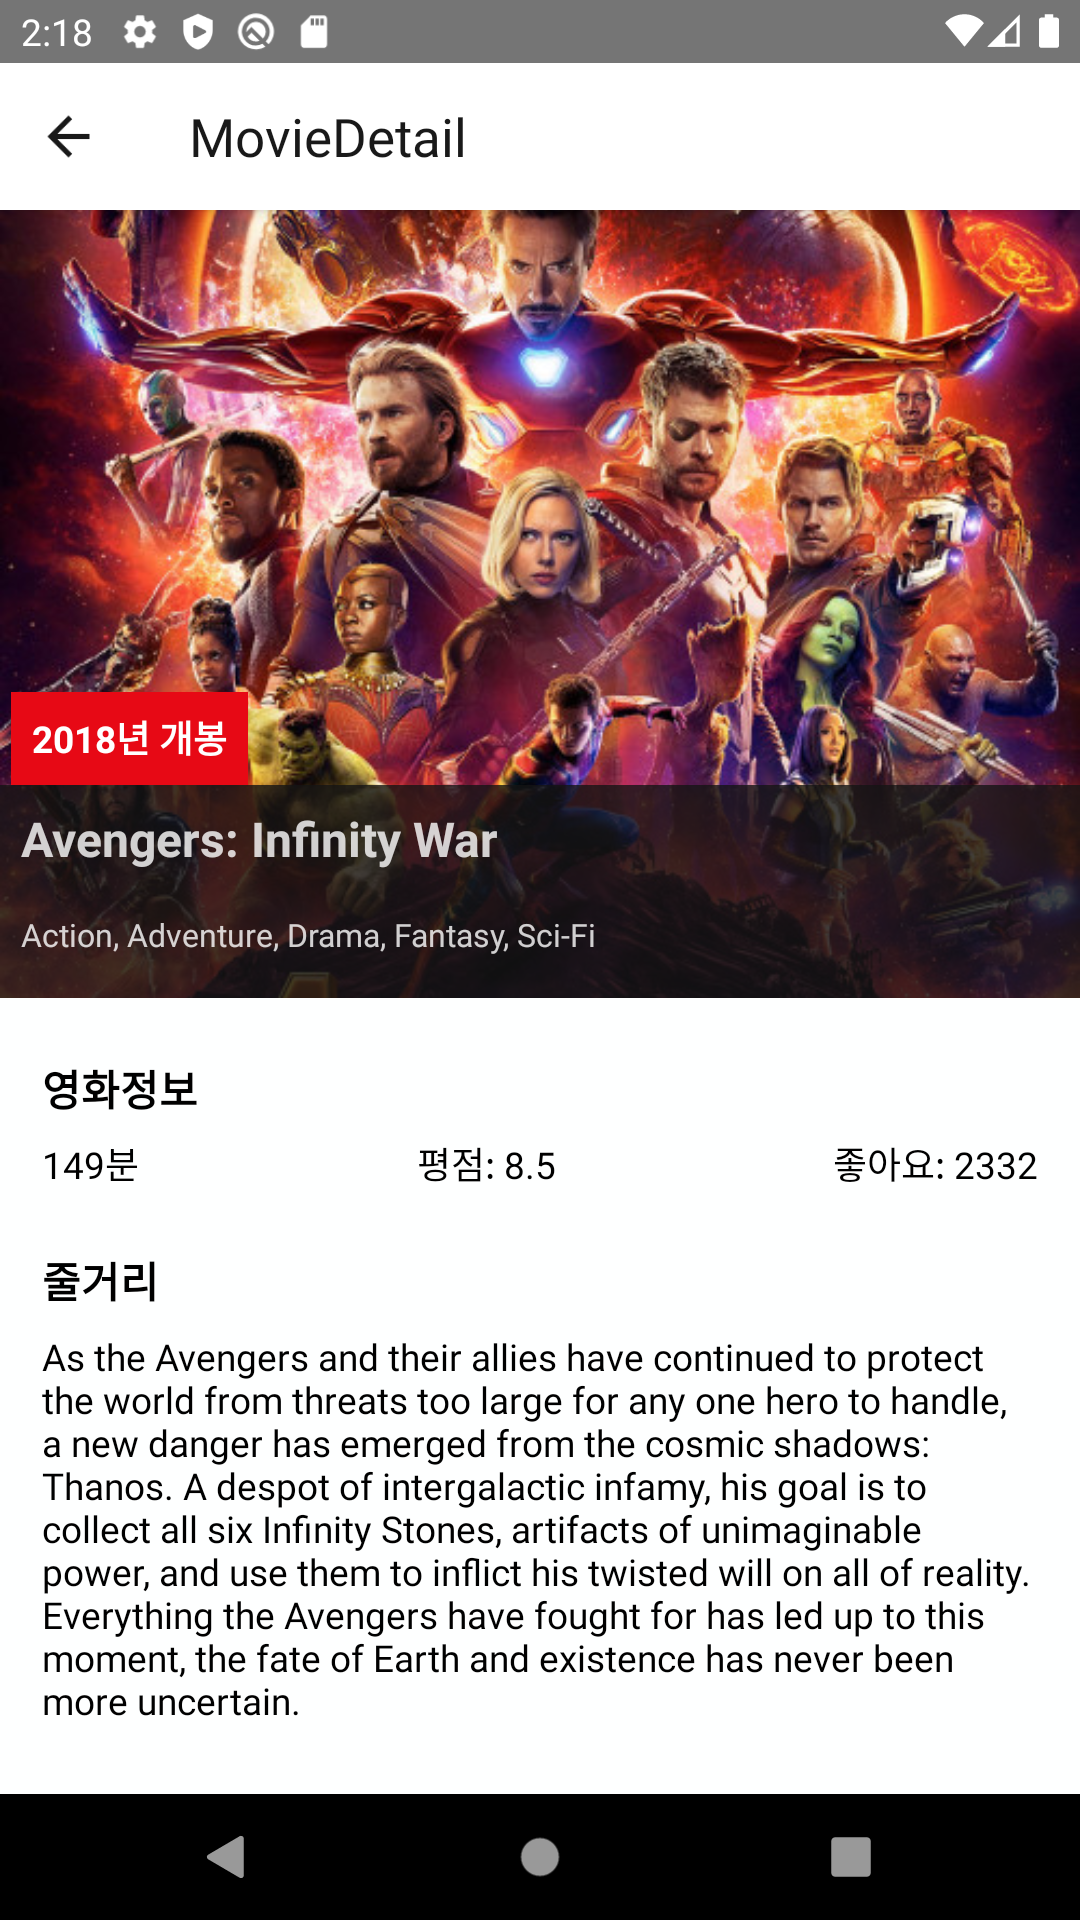 2:18
MovieDetail
2018년 개봉
Avengers: Infinity War
Action, Adventure, Drama, Fantasy, Sci-Fi
영화정보
149분 평점: 8.5 좋아요: 2332
줄거리
As the Avengers and their allies have continued to protect
the world from threats too large for any one hero to handle,
a new danger has emerged from the cosmic shadows:
Thanos. A despot of intergalactic infamy, his goal is to
collect all six Infinity Stones, artifacts of unimaginable
power, and use them to inflict his twisted will on all of reality.
Everything the Avengers have fought for has led up to this
moment, the fate of Earth and existence has never been
more uncertain.